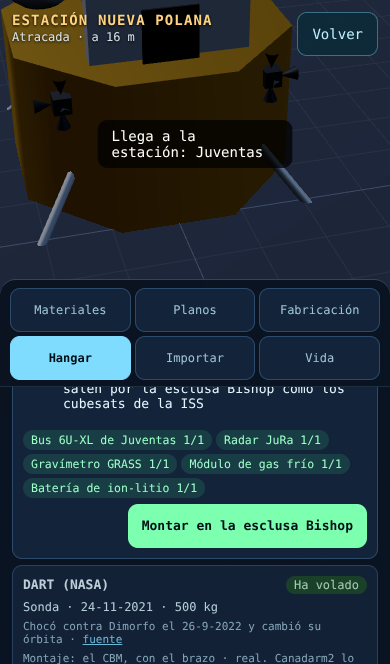 ESTACIÓN NUEVA POLANA
Atracada · a 16 m
Volver
Llega a la
estación: Juventas
Materiales
Planos
Fabricación
Hangar
Importar
Vida
salen por la esclusa Bishop como los
cubesats de la ISS
Bus 6U-XL de Juventas 1/1
Radar JuRa 1/1
Gravímetro GRASS 1/1
Módulo de gas frío 1/1
Batería de ion-litio 1/1
Montar en la esclusa Bishop
DART (NASA)
Ha volado
Sonda · 24-11-2021 · 500 kg
Chocó contra Dimorfo el 26-9-2022 y cambió su
órbita · fuente
Montaje: el CBM, con el brazo · real. Canadarm2 lo